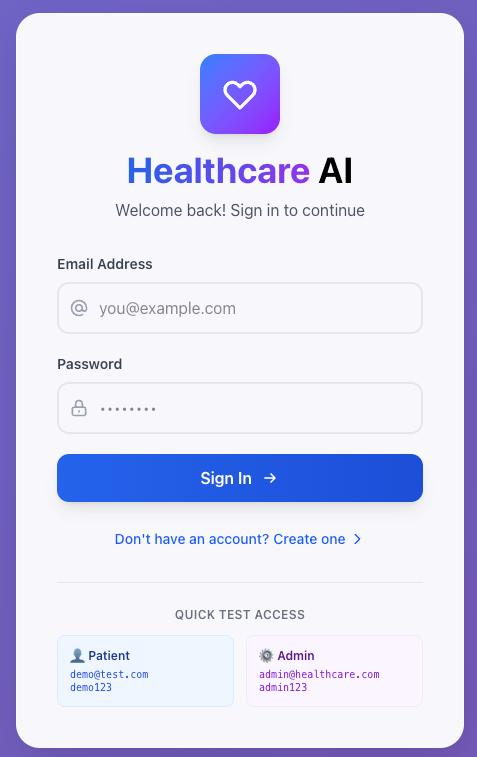 Healthcare AI
Welcome back! Sign in to continue
Email Address
you@example.com
Password
••••••••
Sign In →
Don't have an account? Create one >
QUICK TEST ACCESS
👤 Patient
demo@test.com
demo123
⚙️ Admin
admin@healthcare.com
admin123